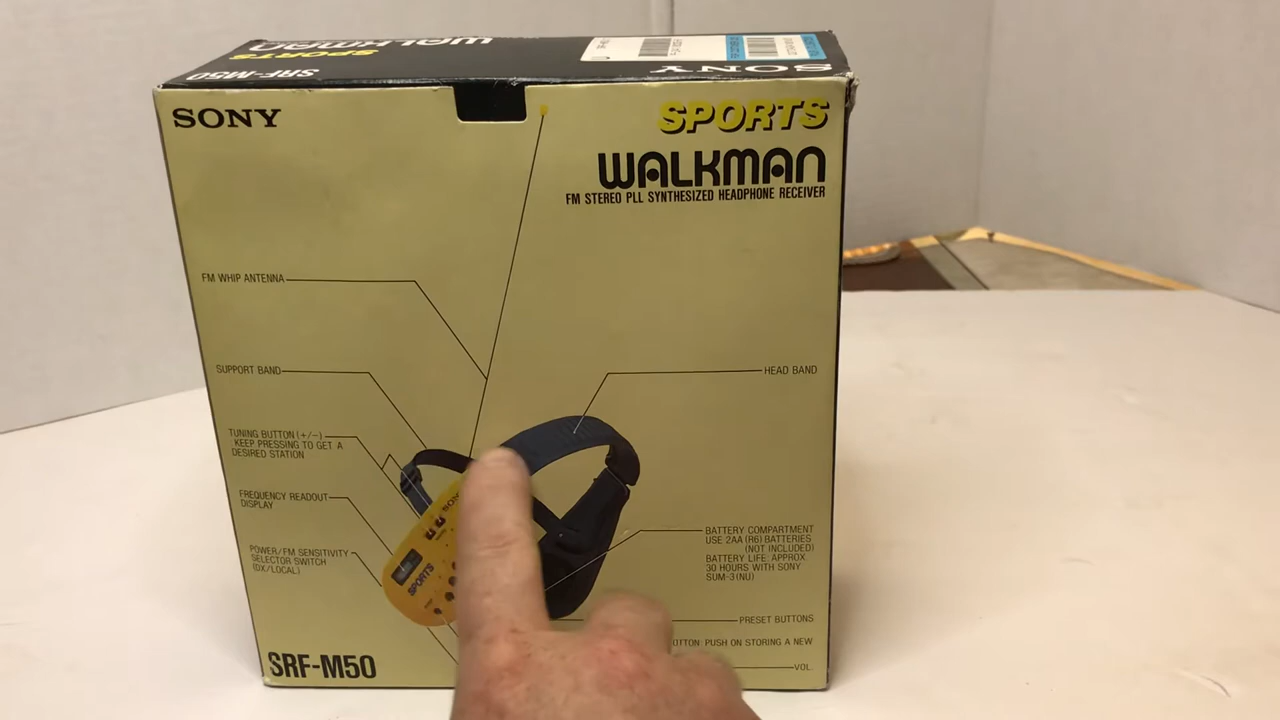 WALKMAN
SPORTS
SRF-M50
SONY
SONY
SPORTS
WALKMAN
FM STEREO PLL SYNTHESIZED HEADPHONE RECEIVER
FM WHIP ANTENNA
SUPPORT BAND
HEAD BAND
TUNING BUTTON (+/−)
KEEP PRESSING TO GET A
DESIRED STATION
FREQUENCY READOUT
DISPLAY
POWER/FM SENSITIVITY
SELECTOR SWITCH
(DX/LOCAL)
SPORTS
BATTERY COMPARTMENT
USE 2AA (R6) BATTERIES
(NOT INCLUDED)
BATTERY LIFE: APPROX.
30 HOURS WITH SONY
SUM-3 (NU)
PRESET BUTTONS
PUSH ON STORING A NEW
VOL.
SRF-M50